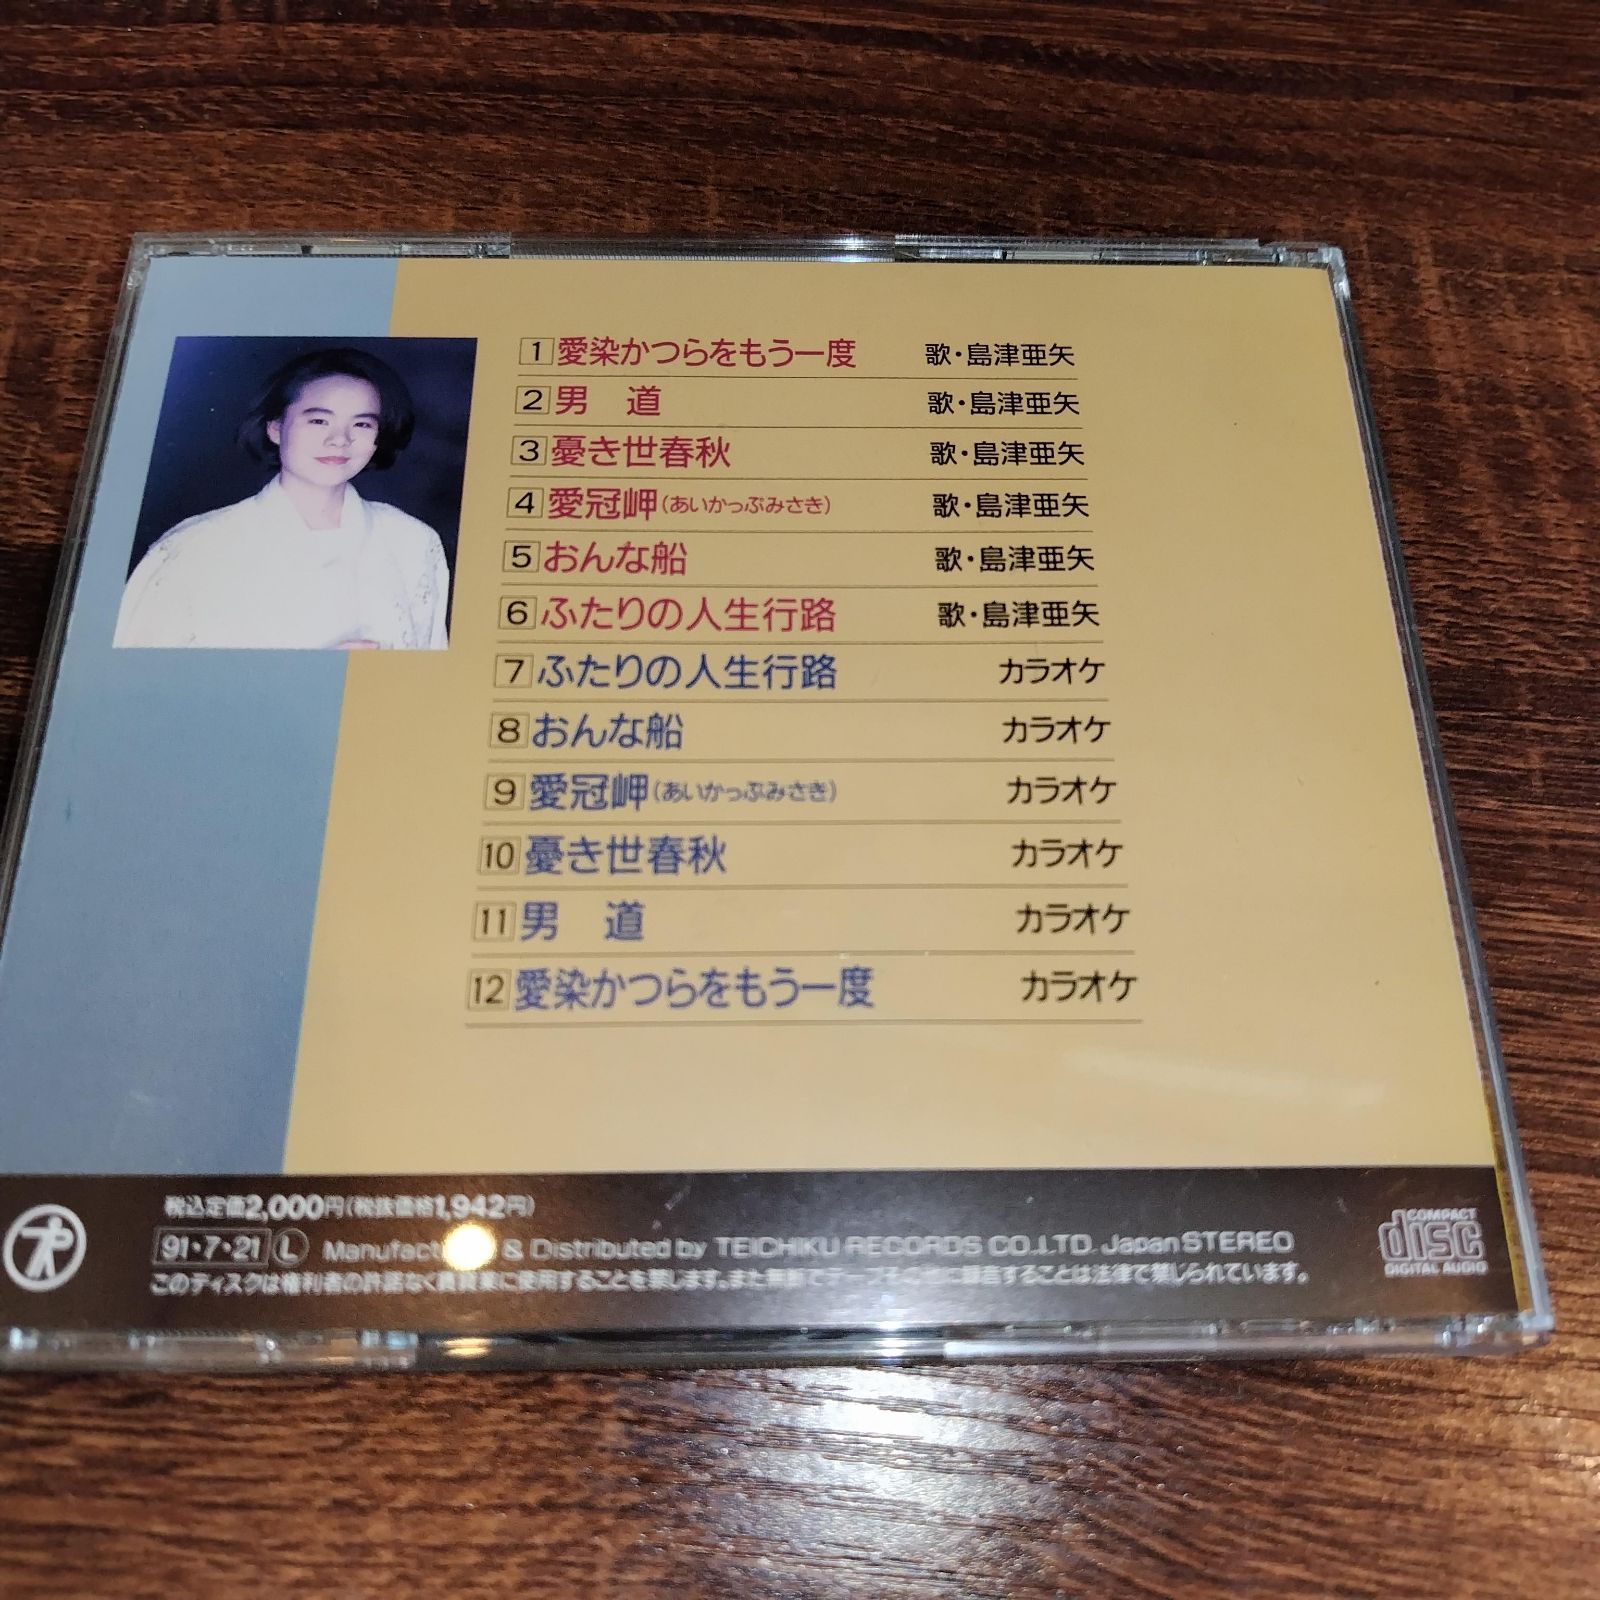 1 愛染かつらをもう一度 歌・島津亜矢
2 男 道 歌・島津亜矢
3 憂き世春秋 歌・島津亜矢
4 愛冠岬(あいかっぷみさき) 歌・島津亜矢
5 おんな船 歌・島津亜矢
6 ふたりの人生行路 歌・島津亜矢
7 ふたりの人生行路 カラオケ
8 おんな船 カラオケ
9 愛冠岬(あいかっぷみさき) カラオケ
10 憂き世春秋 カラオケ
11 男 道 カラオケ
12 愛染かつらをもう一度 カラオケ
税込定価2,000円(税抜価格1,942円)
91・7・21 L & Distributed by TEICHIKU RECORDS CO.,LTD. Japan STEREO
このディスクは権利者の許諾なく賃貸業に使用することを禁じます。また無断でテープその他に録音することは法律で禁じられています。
COMPACT
disc
DIGITAL AUDIO